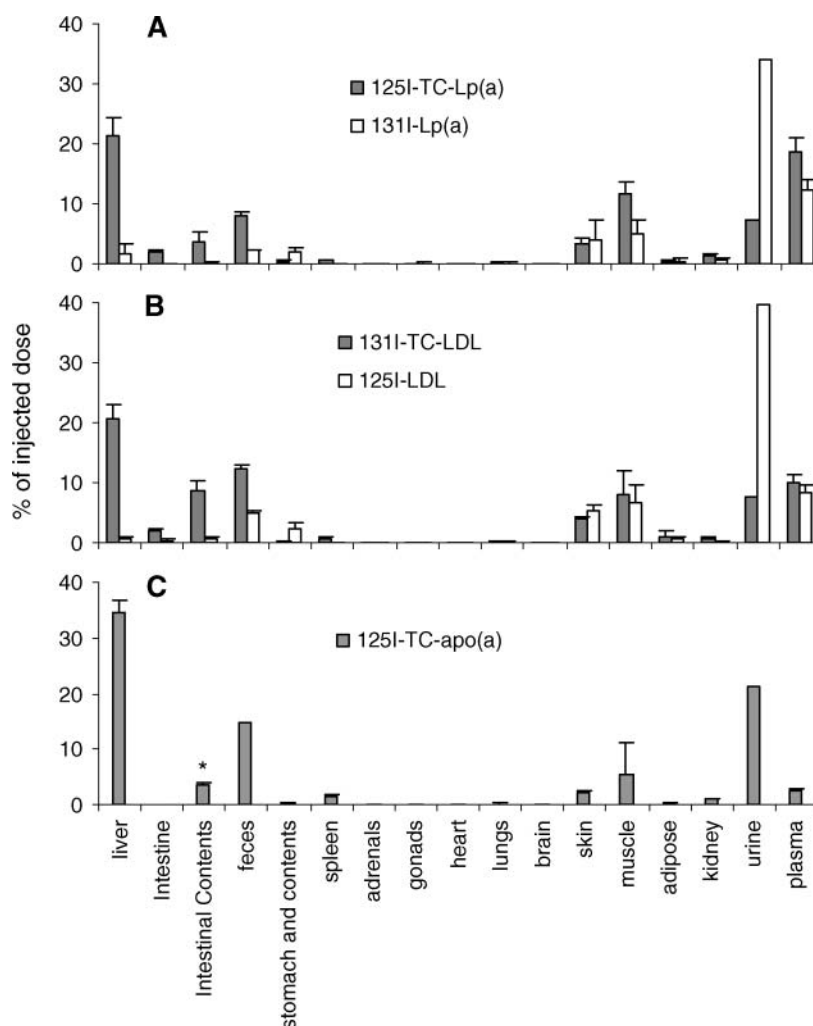 A
40
30
20
10
0
125I-TC-Lp(a)
131I-Lp(a)
B
40
30
20
10
0
131I-TC-LDL
125I-LDL
% of injected dose
C
40
30
20
10
0
125I-TC-apo(a)
*
liver
Intestine
Intestinal Contents
feces
stomach and contents
spleen
adrenals
gonads
heart
lungs
brain
skin
muscle
adipose
kidney
urine
plasma